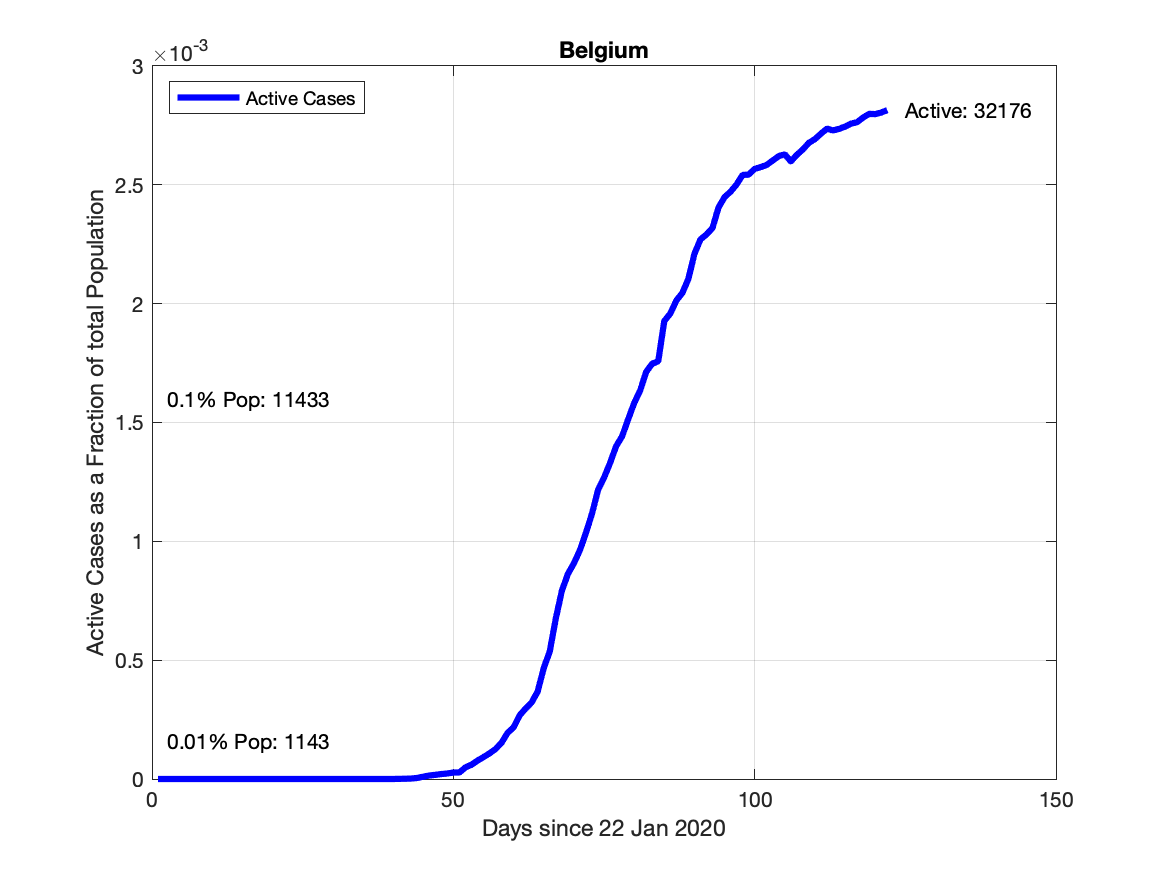 Belgium
×10-3
3
2.5
2
1.5
1
0.5
0
Active Cases
Active: 32176
0.1% Pop: 11433
0.01% Pop: 1143
Active Cases as a Fraction of total Population
0
50
100
150
Days since 22 Jan 2020